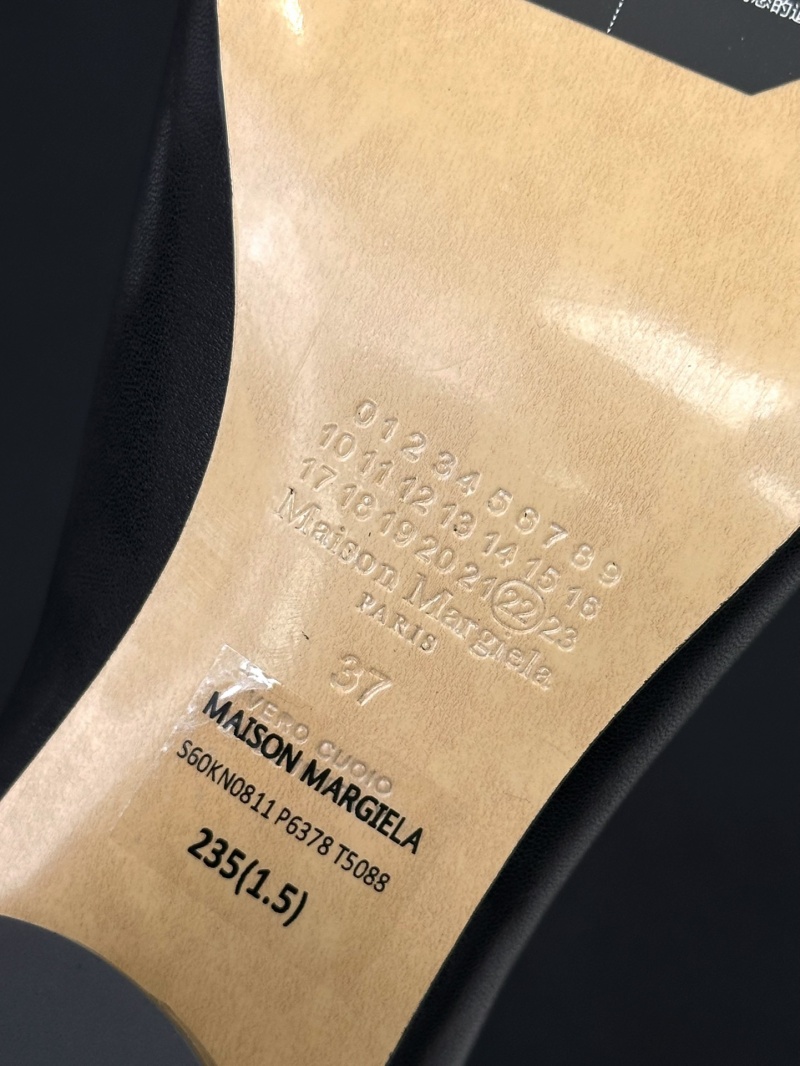 0 1 2 3 4 5 6 7 8 9
10 11 12 13 14 15 16
17 18 19 20 21 22 23
Maison Margiela
PARIS
37
VERO CUOIO
MAISON MARGIELA
S60KN0811 P6378 T5088
235(1.5)